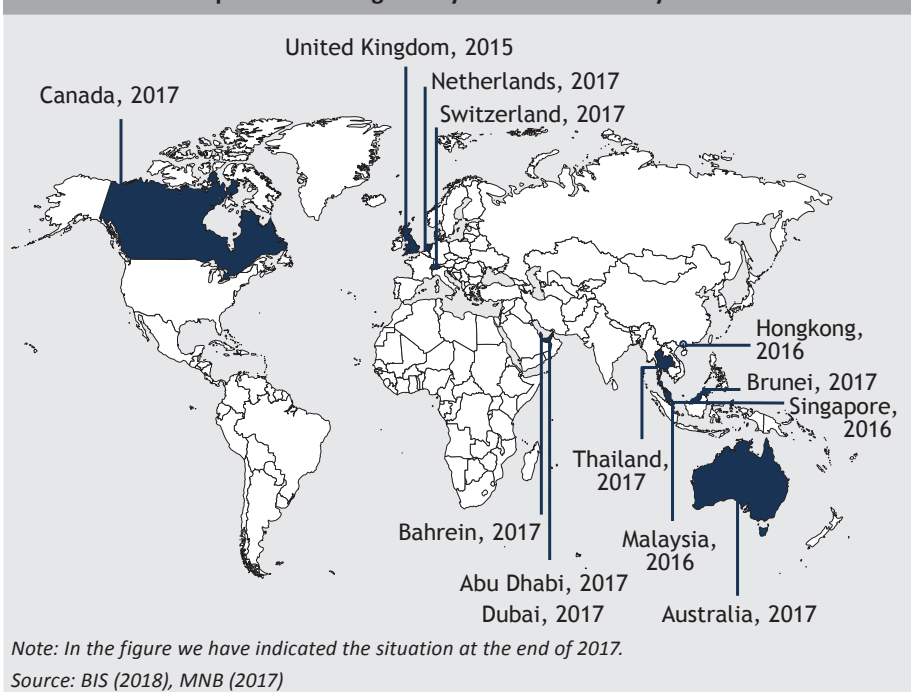 United Kingdom, 2015
Netherlands, 2017
Canada, 2017
Switzerland, 2017
Hongkong,
2016
Brunei, 2017
Singapore,
2016
Thailand,
2017
Bahrein, 2017
Malaysia,
2016
Abu Dhabi, 2017
Dubai, 2017
Australia, 2017
Note: In the figure we have indicated the situation at the end of 2017.
Source: BIS (2018), MNB (2017)